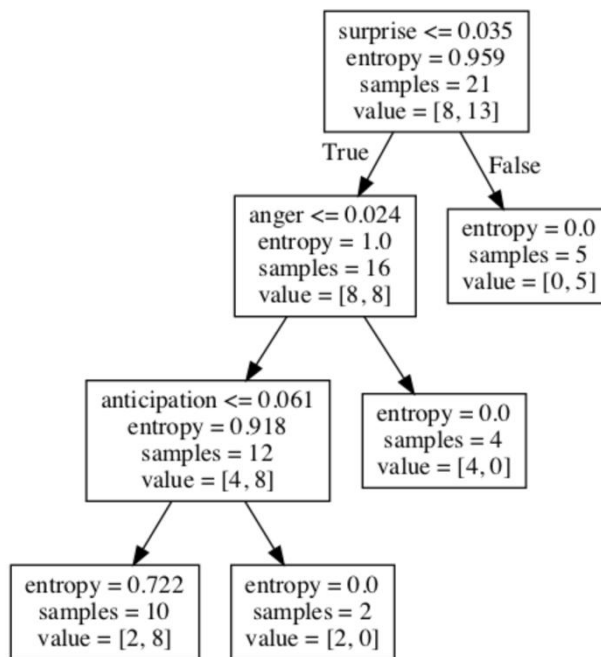 surprise <= 0.035
entropy = 0.959
samples = 21
value = [8, 13]
True
False
anger <= 0.024
entropy = 1.0
samples = 16
value = [8, 8]
entropy = 0.0
samples = 5
value = [0, 5]
anticipation <= 0.061
entropy = 0.918
samples = 12
value = [4, 8]
entropy = 0.0
samples = 4
value = [4, 0]
entropy = 0.722
samples = 10
value = [2, 8]
entropy = 0.0
samples = 2
value = [2, 0]